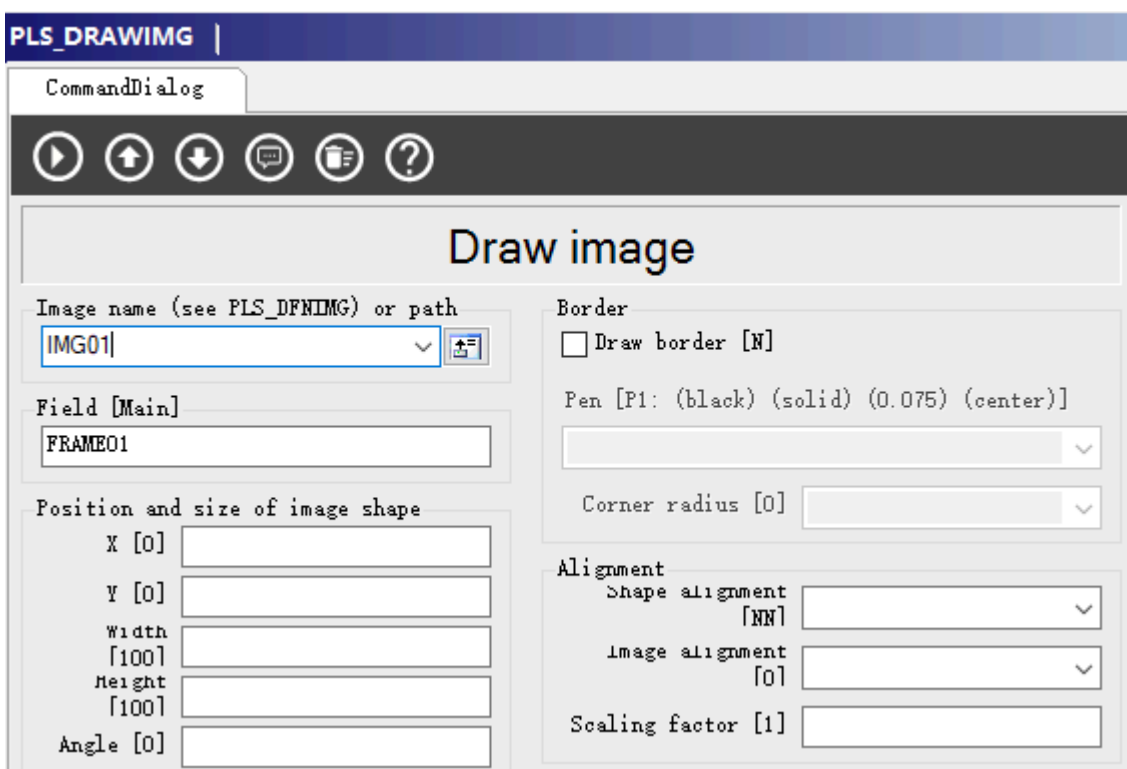 PLS_DRAWIMG
CommandDialog
Draw image
Image name (see PLS_DFNIMG) or path
IMG01
Field [Main]
FRAME01
Position and size of image shape
X [0]
Y [0]
Width
[100]
Height
[100]
Angle [0]
Border
Draw border [N]
Pen [P1: (black) (solid) (0.075) (center)]
Corner radius [0]
Alignment
Shape alignment
[NN]
Image alignment
[0]
Scaling factor [1]